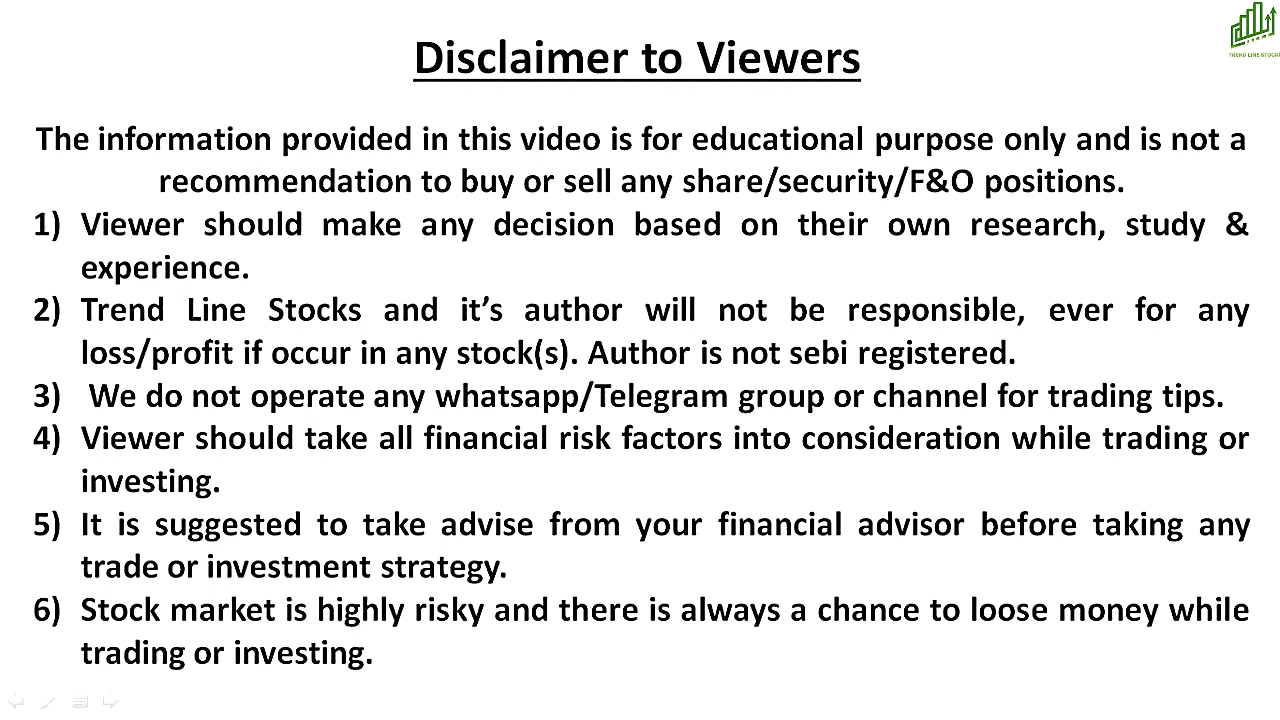 TREND LINE STOCKS
Disclaimer to Viewers
The information provided in this video is for educational purpose only and is not a
recommendation to buy or sell any share/security/F&O positions.
1) Viewer should make any decision based on their own research, study &
experience.
2) Trend Line Stocks and it’s author will not be responsible, ever for any
loss/profit if occur in any stock(s). Author is not sebi registered.
3) We do not operate any whatsapp/Telegram group or channel for trading tips.
4) Viewer should take all financial risk factors into consideration while trading or
investing.
5) It is suggested to take advise from your financial advisor before taking any
trade or investment strategy.
6) Stock market is highly risky and there is always a chance to loose money while
trading or investing.